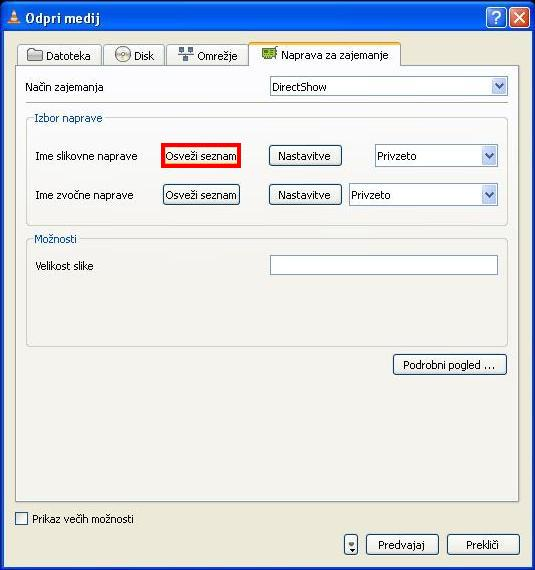 Odpri medij
Datoteka Disk Omrežje Naprava za zajemanje
Način zajemanja DirectShow
Izbor naprave
Ime slikovne naprave Osveži seznam Nastavitve Privzeto
Ime zvočne naprave Osveži seznam Nastavitve Privzeto
Možnosti
Velikost slike
Podrobni pogled ...
Prikaz večih možnosti
Predvajaj Prekliči